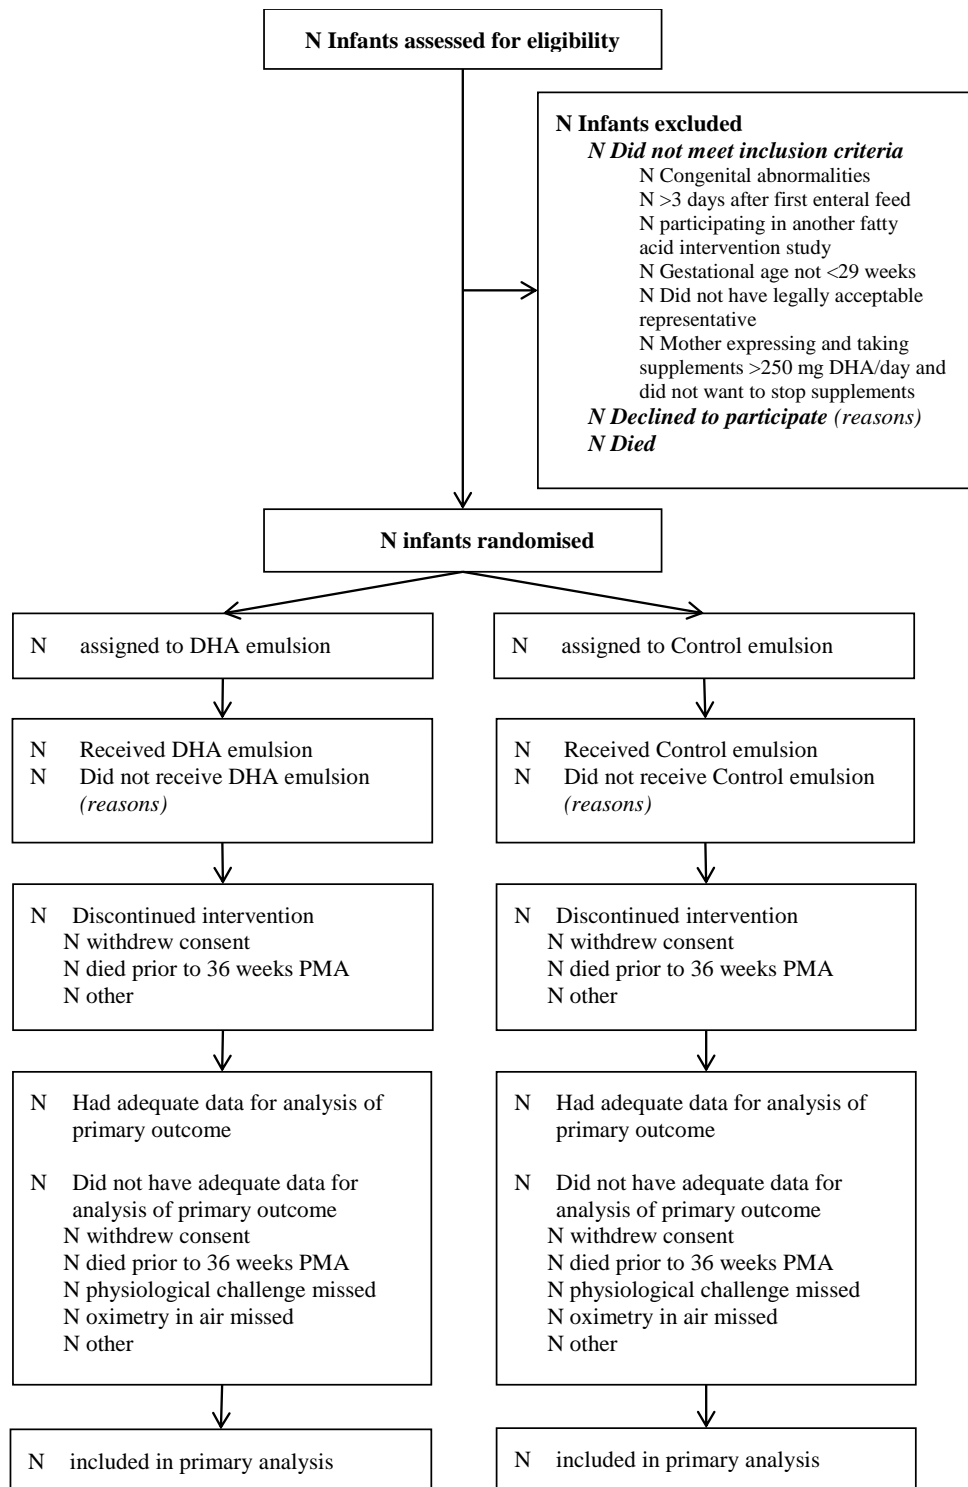 N Infants assessed for eligibility
N Infants excluded
N Did not meet inclusion criteria
N Congenital abnormalities
N >3 days after first enteral feed
N participating in another fatty
acid intervention study
N Gestational age not <29 weeks
N Did not have legally acceptable
representative
N Mother expressing and taking
supplements >250 mg DHA/day and
did not want to stop supplements
N Declined to participate (reasons)
N Died
N infants randomised
N assigned to DHA emulsion
N Received DHA emulsion
N Did not receive DHA emulsion
(reasons)
N Discontinued intervention
N withdrew consent
N died prior to 36 weeks PMA
N other
N Had adequate data for analysis of
primary outcome
N Did not have adequate data for
analysis of primary outcome
N withdrew consent
N died prior to 36 weeks PMA
N physiological challenge missed
N oximetry in air missed
N other
N included in primary analysis
N assigned to Control emulsion
N Received Control emulsion
N Did not receive Control emulsion
(reasons)
N Discontinued intervention
N withdrew consent
N died prior to 36 weeks PMA
N other
N Had adequate data for analysis of
primary outcome
N Did not have adequate data for
analysis of primary outcome
N withdrew consent
N died prior to 36 weeks PMA
N physiological challenge missed
N oximetry in air missed
N other
N included in primary analysis